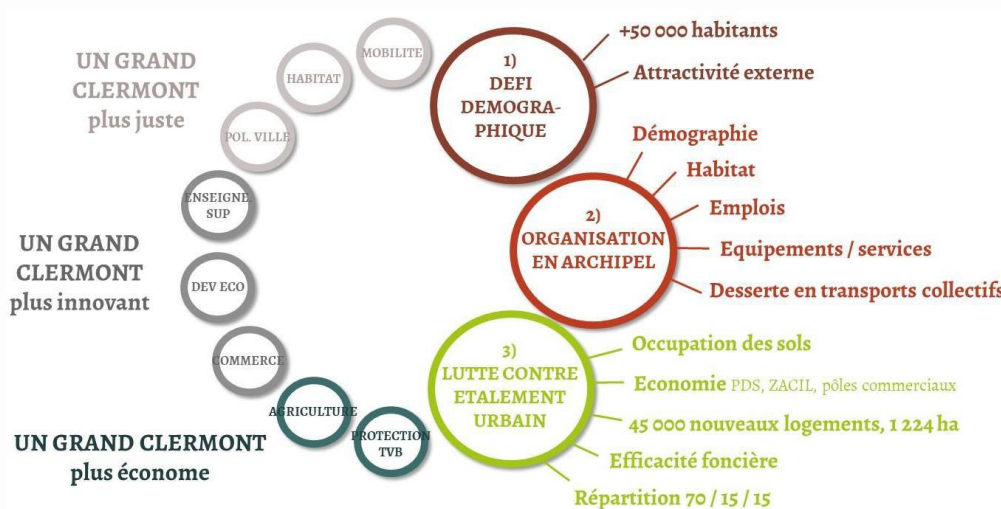 UN GRAND
CLERMONT
plus juste
MOBILITE
HABITAT
POL. VILLE
UN GRAND
CLERMONT
plus innovant
ENSEIGNE.
SUP
DEV ECO
COMMERCE
UN GRAND CLERMONT
plus économe
AGRICULTURE
PROTECTION
TVB
1)
DEFI
DEMOGRA-
PHIQUE
+50 000 habitants
Attractivité externe
2)
ORGANISATION
EN ARCHIPEL
Démographie
Habitat
Emplois
Equipements / services
Desserte en transports collectifs
3)
LUTTE CONTRE
ETALEMENT
URBAIN
Occupation des sols
Economie PDS, ZACIL, pôles commerciaux
45 000 nouveaux logements, 1 224 ha
Efficacité foncière
Répartition 70 / 15 / 15